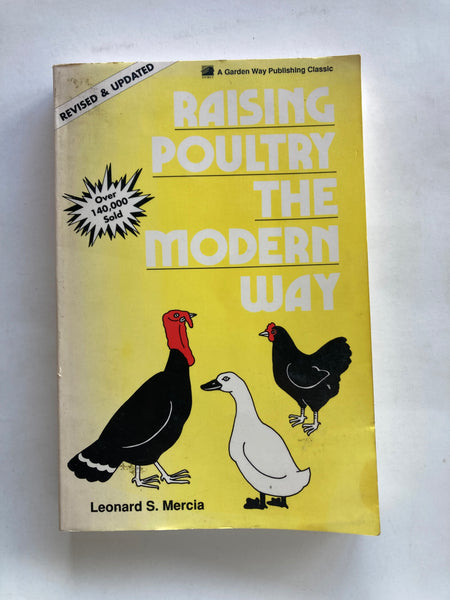 REVISED & UPDATED
A Garden Way Publishing Classic
RAISING
POULTRY
THE
MODERN
WAY
Over
140,000
Sold
Leonard S. Mercia